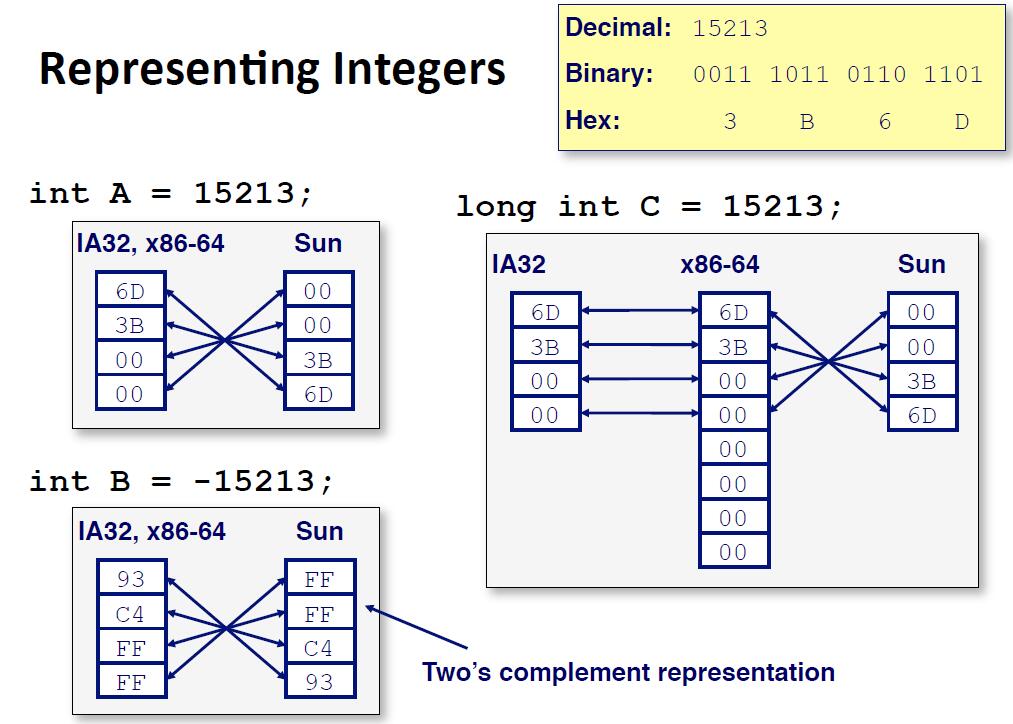 Representing Integers
Decimal: 15213
Binary: 0011 1011 0110 1101
Hex: 3 B 6 D
int A = 15213;
IA32, x86-64 Sun
6D 00
3B 00
00 3B
00 6D
long int C = 15213;
IA32 x86-64 Sun
6D 6D 00
3B 3B 00
00 00 3B
00 00 6D
00
00
00
00
int B = -15213;
IA32, x86-64 Sun
93 FF
C4 FF
FF C4
FF 93
Two’s complement representation